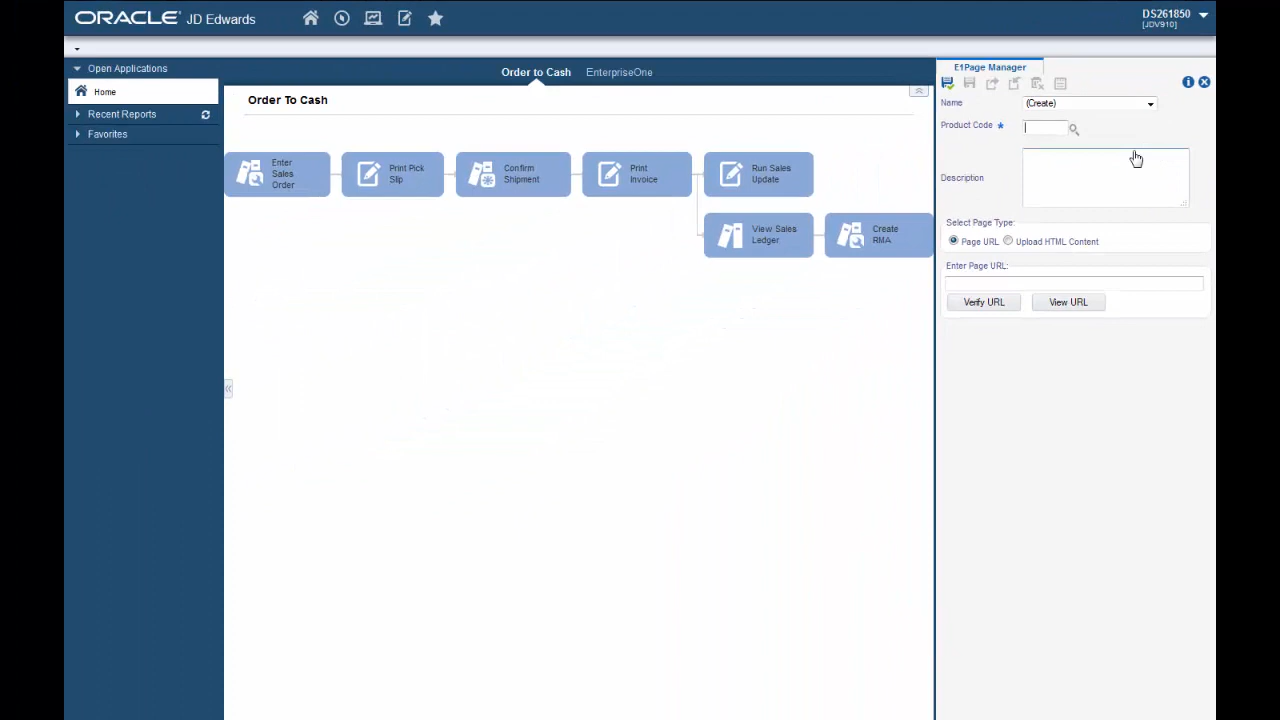 ORACLE JD Edwards
DS261850
[JDV910]
Open Applications
Home
Recent Reports
Favorites
Order to Cash
EnterpriseOne
Order To Cash
Enter
Sales
Order
Print Pick
Slip
Confirm
Shipment
Print
Invoice
Run Sales
Update
View Sales
Ledger
Create
RMA
E1Page Manager
Name
(Create)
Product Code *
Description
Select Page Type:
Page URL
Upload HTML Content
Enter Page URL:
Verify URL
View URL